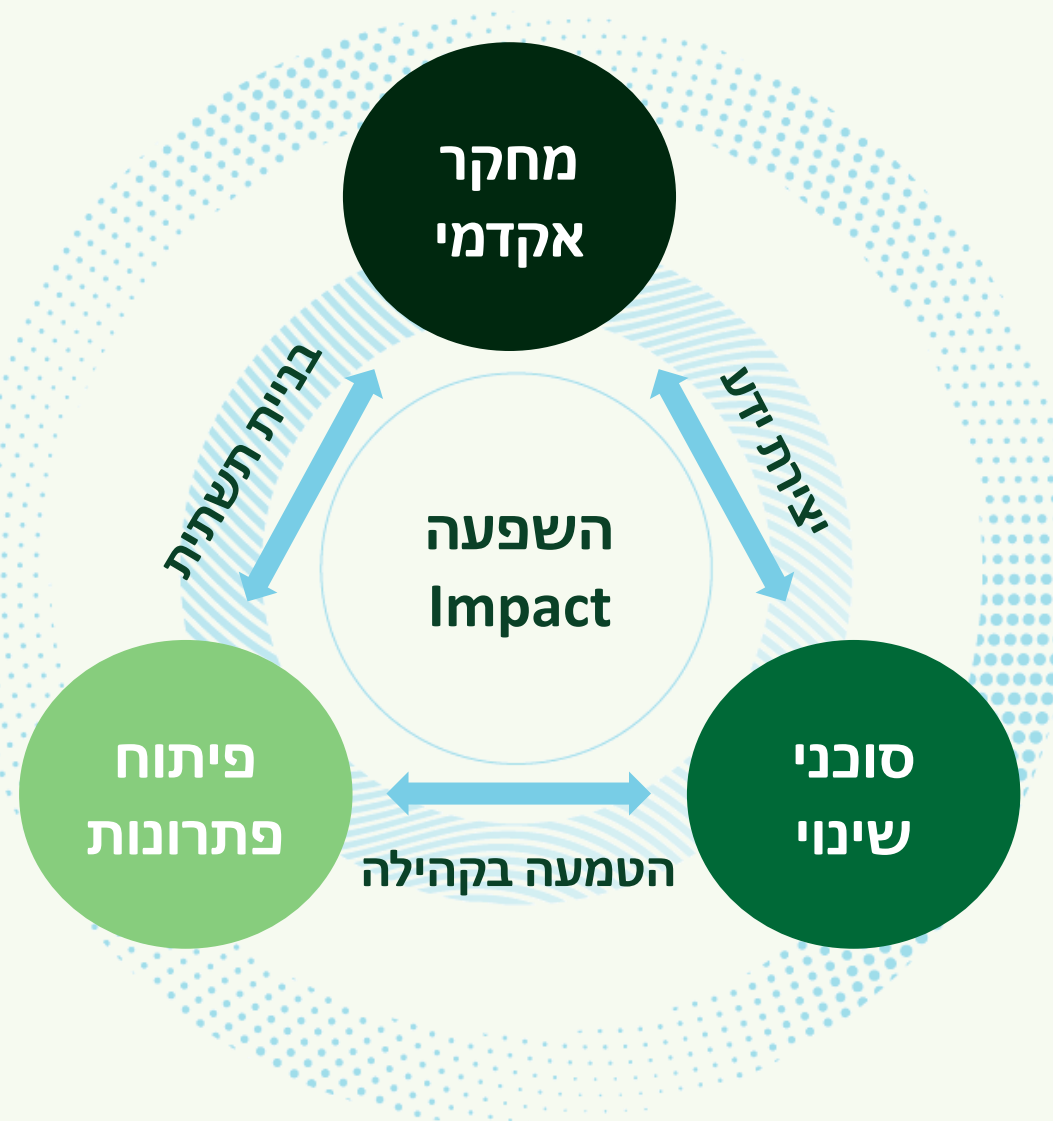 מחקר
אקדמי
בניית תשתית
יצירת ידע
השפעה
Impact
סוכני
שינוי
פיתוח
פתרונות
הטמעה בקהילה